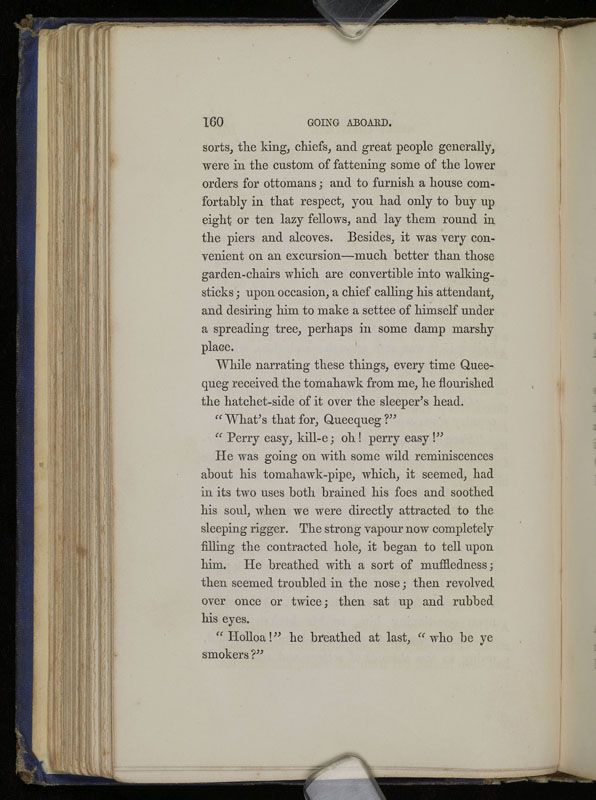 160 GOING ABOARD.
sorts, the king, chiefs, and great people generally,
were in the custom of fattening some of the lower
orders for ottomans; and to furnish a house com-
fortably in that respect, you had only to buy up
eight or ten lazy fellows, and lay them round in
the piers and alcoves. Besides, it was very con-
venient on an excursion—much better than those
garden-chairs which are convertible into walking-
sticks; upon occasion, a chief calling his attendant,
and desiring him to make a settee of himself under
a spreading tree, perhaps in some damp marshy
place.
While narrating these things, every time Quee-
queg received the tomahawk from me, he flourished
the hatchet-side of it over the sleeper's head.
"What's that for, Queequeg?"
"Perry easy, kill-e; oh! perry easy!"
He was going on with some wild reminiscences
about his tomahawk-pipe, which, it seemed, had
in its two uses both brained his foes and soothed
his soul, when we were directly attracted to the
sleeping rigger. The strong vapour now completely
filling the contracted hole, it began to tell upon
him. He breathed with a sort of muffledness;
then seemed troubled in the nose; then revolved
over once or twice; then sat up and rubbed
his eyes.
"Holloa!" he breathed at last, "who be ye
smokers?"